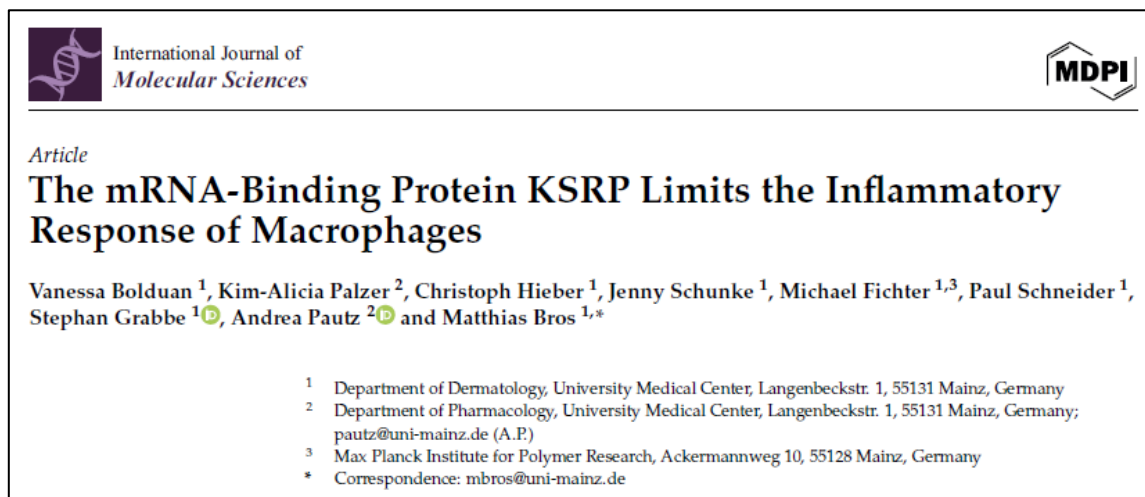 International Journal of
Molecular Sciences
MDPI
Article
The mRNA-Binding Protein KSRP Limits the Inflammatory
Response of Macrophages
Vanessa Bolduan 1, Kim-Alicia Palzer 2, Christoph Hieber 1, Jenny Schunke 1, Michael Fichter 1,3, Paul Schneider 1,
Stephan Grabbe 1 iD, Andrea Pautz 2 iD and Matthias Bros 1,*
1 Department of Dermatology, University Medical Center, Langenbeckstr. 1, 55131 Mainz, Germany
2 Department of Pharmacology, University Medical Center, Langenbeckstr. 1, 55131 Mainz, Germany;
pautz@uni-mainz.de (A.P.)
3 Max Planck Institute for Polymer Research, Ackermannweg 10, 55128 Mainz, Germany
* Correspondence: mbros@uni-mainz.de